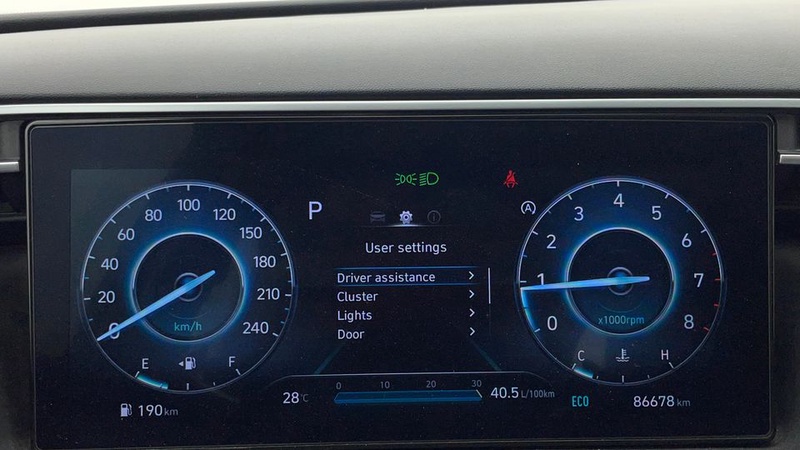 0
20
40
60
80
100
120
150
180
210
240
km/h
E
F
190 km
P
A
i
User settings
Driver assistance >
Cluster >
Lights >
Door >
28°C
0 10 20 30
40.5 L/100km
0
1
2
3
4
5
6
7
8
x1000rpm
C
H
ECO
86678 km